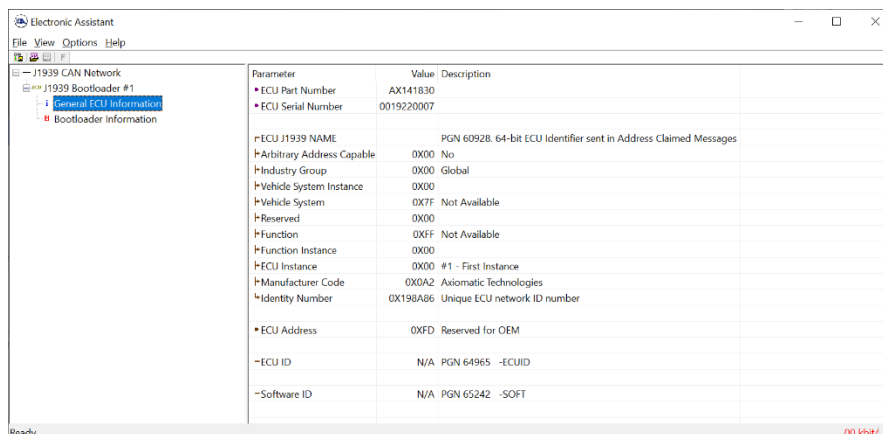 Electronic Assistant
File View Options Help
F
J1939 CAN Network
ECU J1939 Bootloader #1
i General ECU Information
B Bootloader Information
Parameter Value Description
ECU Part Number AX141830
ECU Serial Number 0019220007
ECU J1939 NAME PGN 60928. 64-bit ECU Identifier sent in Address Claimed Messages
Arbitrary Address Capable 0X00 No
Industry Group 0X00 Global
Vehicle System Instance 0X00
Vehicle System 0X7F Not Available
Reserved 0X00
Function 0XFF Not Available
Function Instance 0X00
ECU Instance 0X00 #1 - First Instance
Manufacturer Code 0X0A2 Axiomatic Technologies
Identity Number 0X198A86 Unique ECU network ID number
ECU Address 0XFD Reserved for OEM
ECU ID N/A PGN 64965 -ECUID
Software ID N/A PGN 65242 -SOFT
Ready